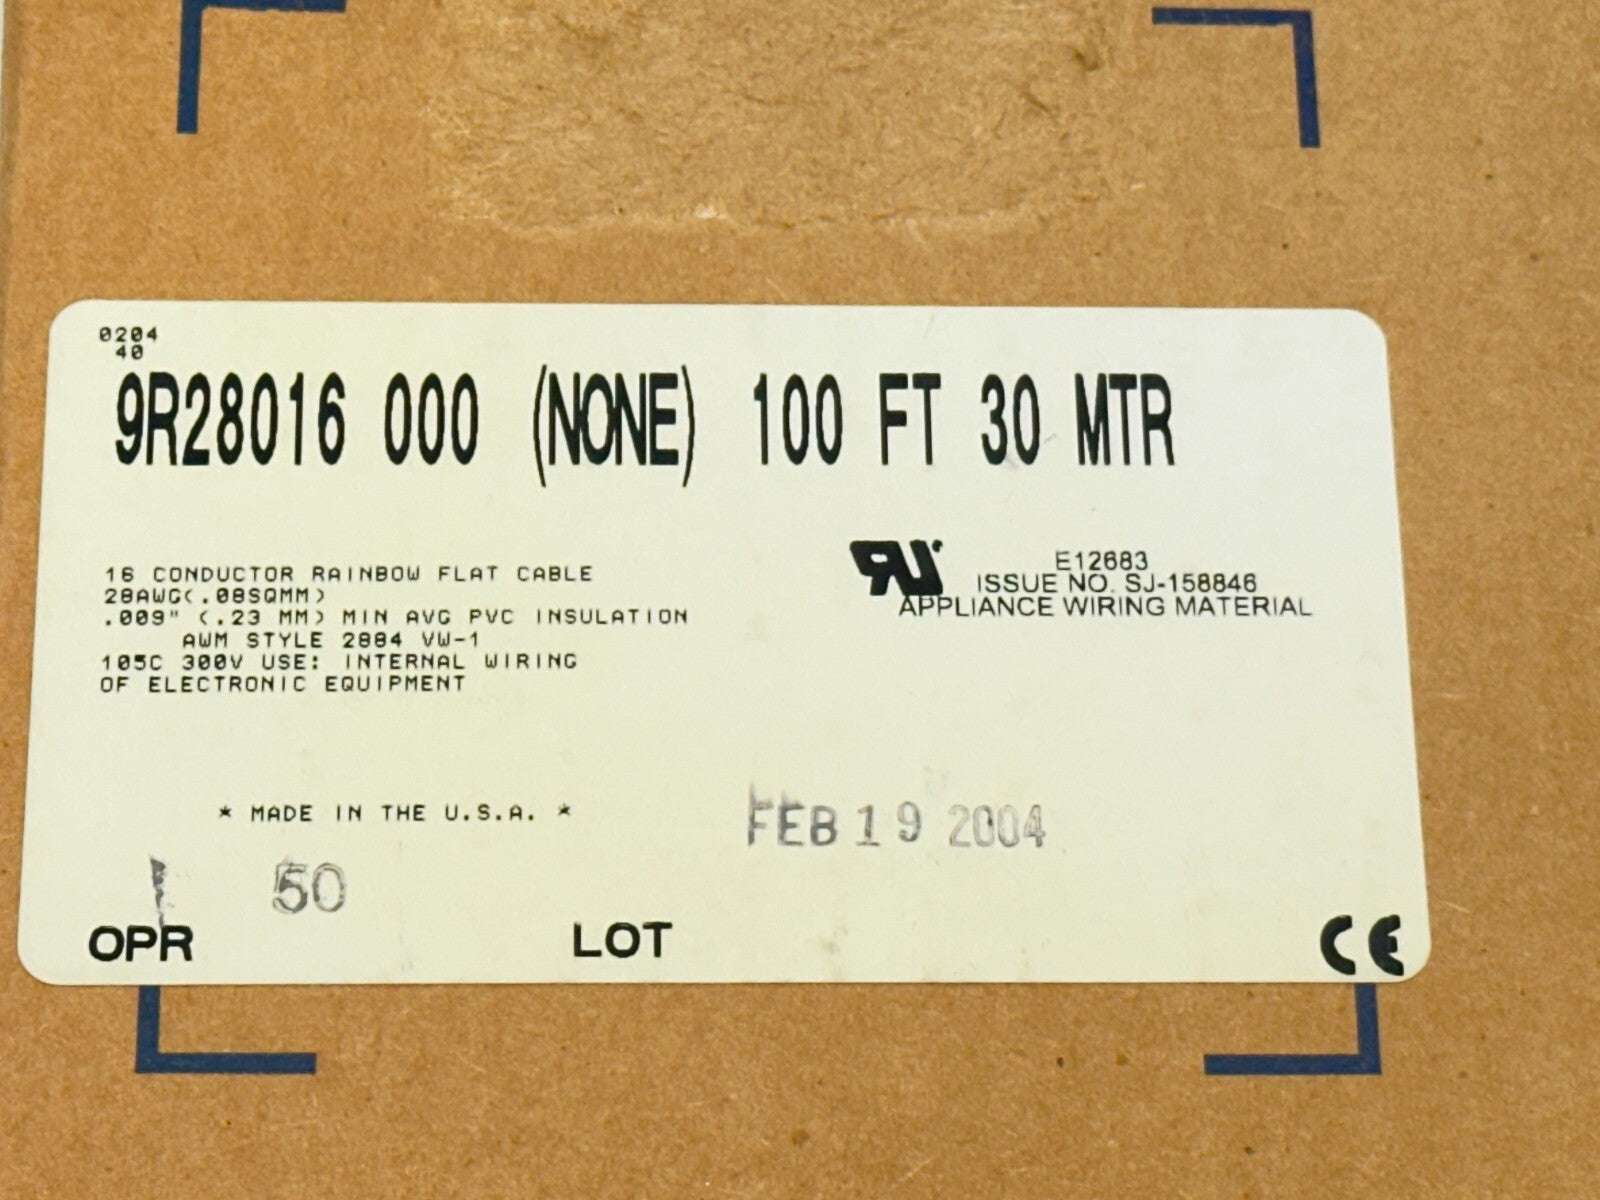 0204
40
9R28016 000 (NONE) 100 FT 30 MTR
16 CONDUCTOR RAINBOW FLAT CABLE
28AWG(.08SQMM)
.009" (.23 MM) MIN AVG PVC INSULATION
AWM STYLE 2884 VW-1
105C 300V USE: INTERNAL WIRING
OF ELECTRONIC EQUIPMENT
RU
E12683
ISSUE NO. SJ-158846
APPLIANCE WIRING MATERIAL
* MADE IN THE U.S.A. *
FEB 19 2004
50
OPR
LOT
CE